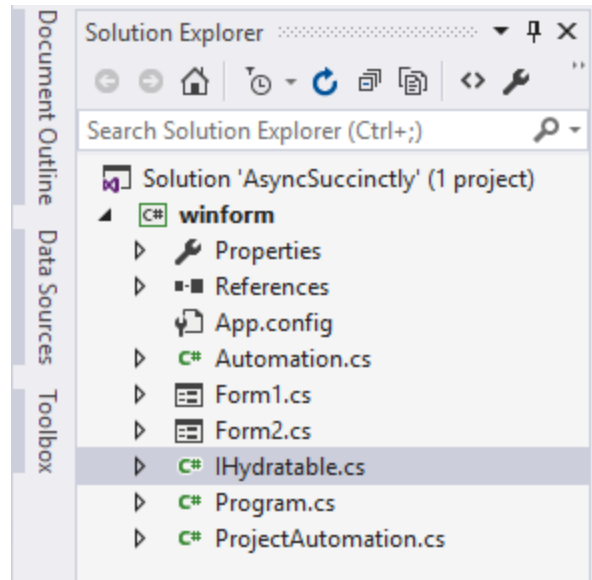 Document Outline
Data Sources
Toolbox
Solution Explorer
Search Solution Explorer (Ctrl+;)
Solution 'AsyncSuccinctly' (1 project)
C# winform
Properties
References
App.config
C# Automation.cs
Form1.cs
Form2.cs
C# IHydratable.cs
C# Program.cs
C# ProjectAutomation.cs